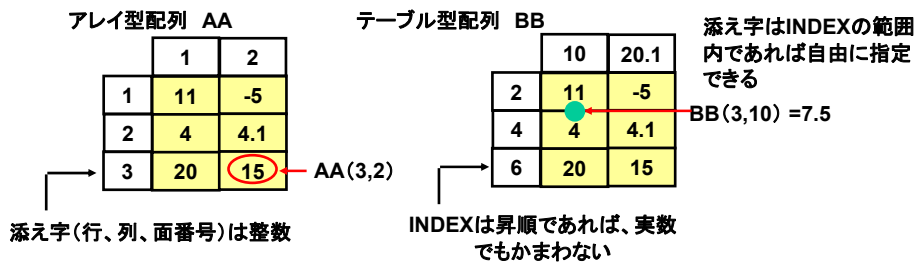 アレイ型配列 AA
1 2
1 11 -5
2 4 4.1
3 20 15
AA(3,2)
添え字(行、列、面番号)は整数
テーブル型配列 BB
10 20.1
2 11 -5
4 4 4.1
6 20 15
添え字はINDEXの範囲
内であれば自由に指定
できる
BB(3,10) =7.5
INDEXは昇順であれば、実数
でもかまわない